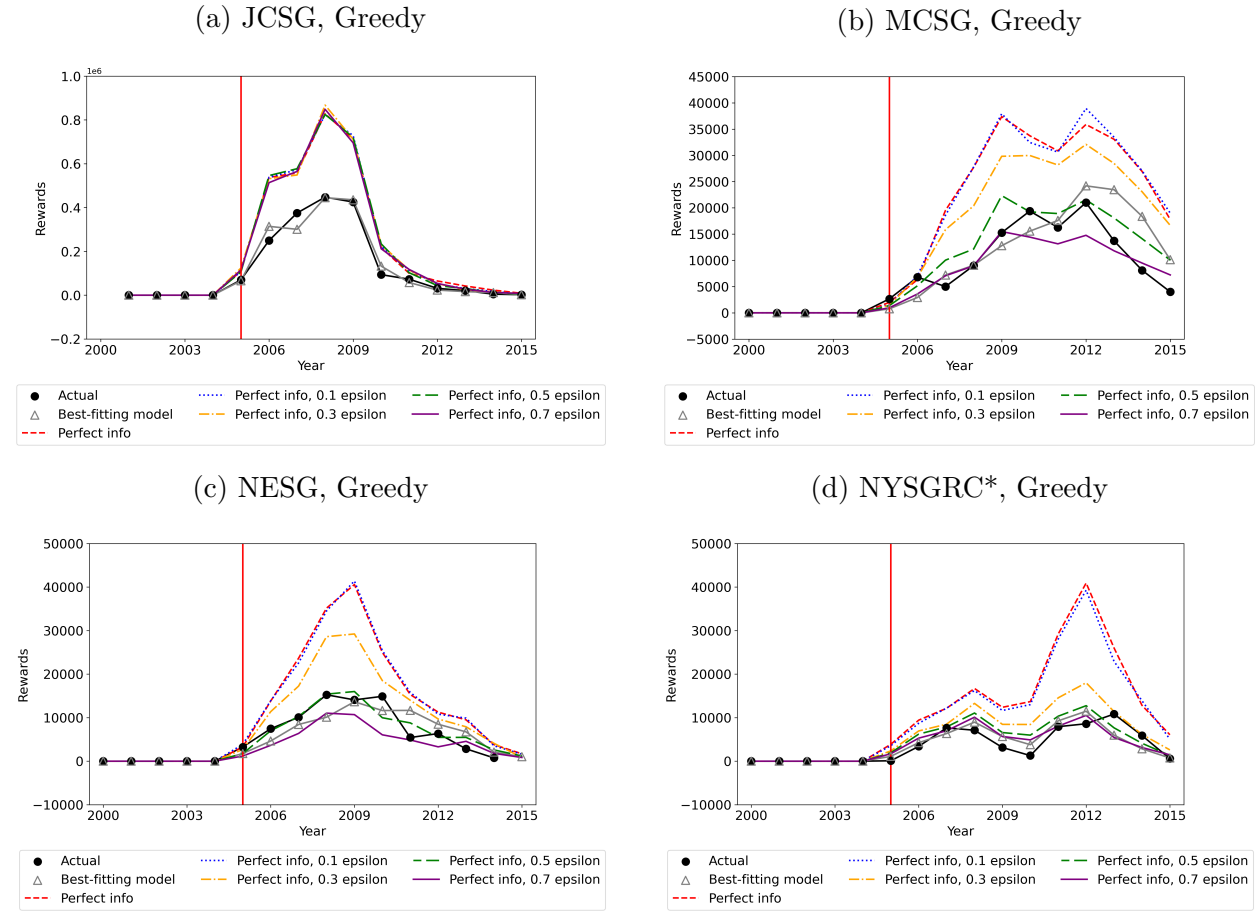 (a) JCSG, Greedy
1e6
1.0
0.8
0.6
0.4
0.2
0.0
−0.2
Rewards
2000 2003 2006 2009 2012 2015
Year
Actual
Best-fitting model
Perfect info
Perfect info, 0.1 epsilon
Perfect info, 0.3 epsilon
Perfect info, 0.5 epsilon
Perfect info, 0.7 epsilon
(b) MCSG, Greedy
45000
40000
35000
30000
25000
20000
15000
10000
5000
0
−5000
Rewards
2000 2003 2006 2009 2012 2015
Year
Actual
Best-fitting model
Perfect info
Perfect info, 0.1 epsilon
Perfect info, 0.3 epsilon
Perfect info, 0.5 epsilon
Perfect info, 0.7 epsilon
(c) NESG, Greedy
50000
40000
30000
20000
10000
0
−10000
Rewards
2000 2003 2006 2009 2012 2015
Year
Actual
Best-fitting model
Perfect info
Perfect info, 0.1 epsilon
Perfect info, 0.3 epsilon
Perfect info, 0.5 epsilon
Perfect info, 0.7 epsilon
(d) NYSGRC*, Greedy
50000
40000
30000
20000
10000
0
−10000
Rewards
2000 2003 2006 2009 2012 2015
Year
Actual
Best-fitting model
Perfect info
Perfect info, 0.1 epsilon
Perfect info, 0.3 epsilon
Perfect info, 0.5 epsilon
Perfect info, 0.7 epsilon